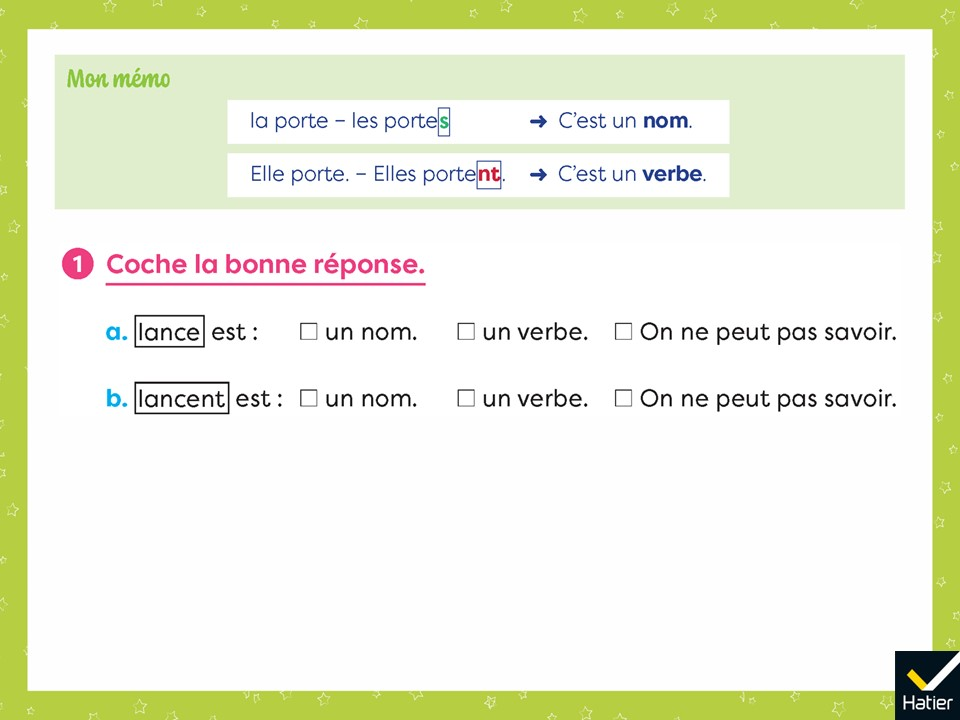 Mon mémo
la porte – les portes ➜ C'est un nom.
Elle porte. – Elles portent. ➜ C'est un verbe.
1 Coche la bonne réponse.
a. lance est : ☐ un nom. ☐ un verbe. ☐ On ne peut pas savoir.
b. lancent est : ☐ un nom. ☐ un verbe. ☐ On ne peut pas savoir.
Hatier